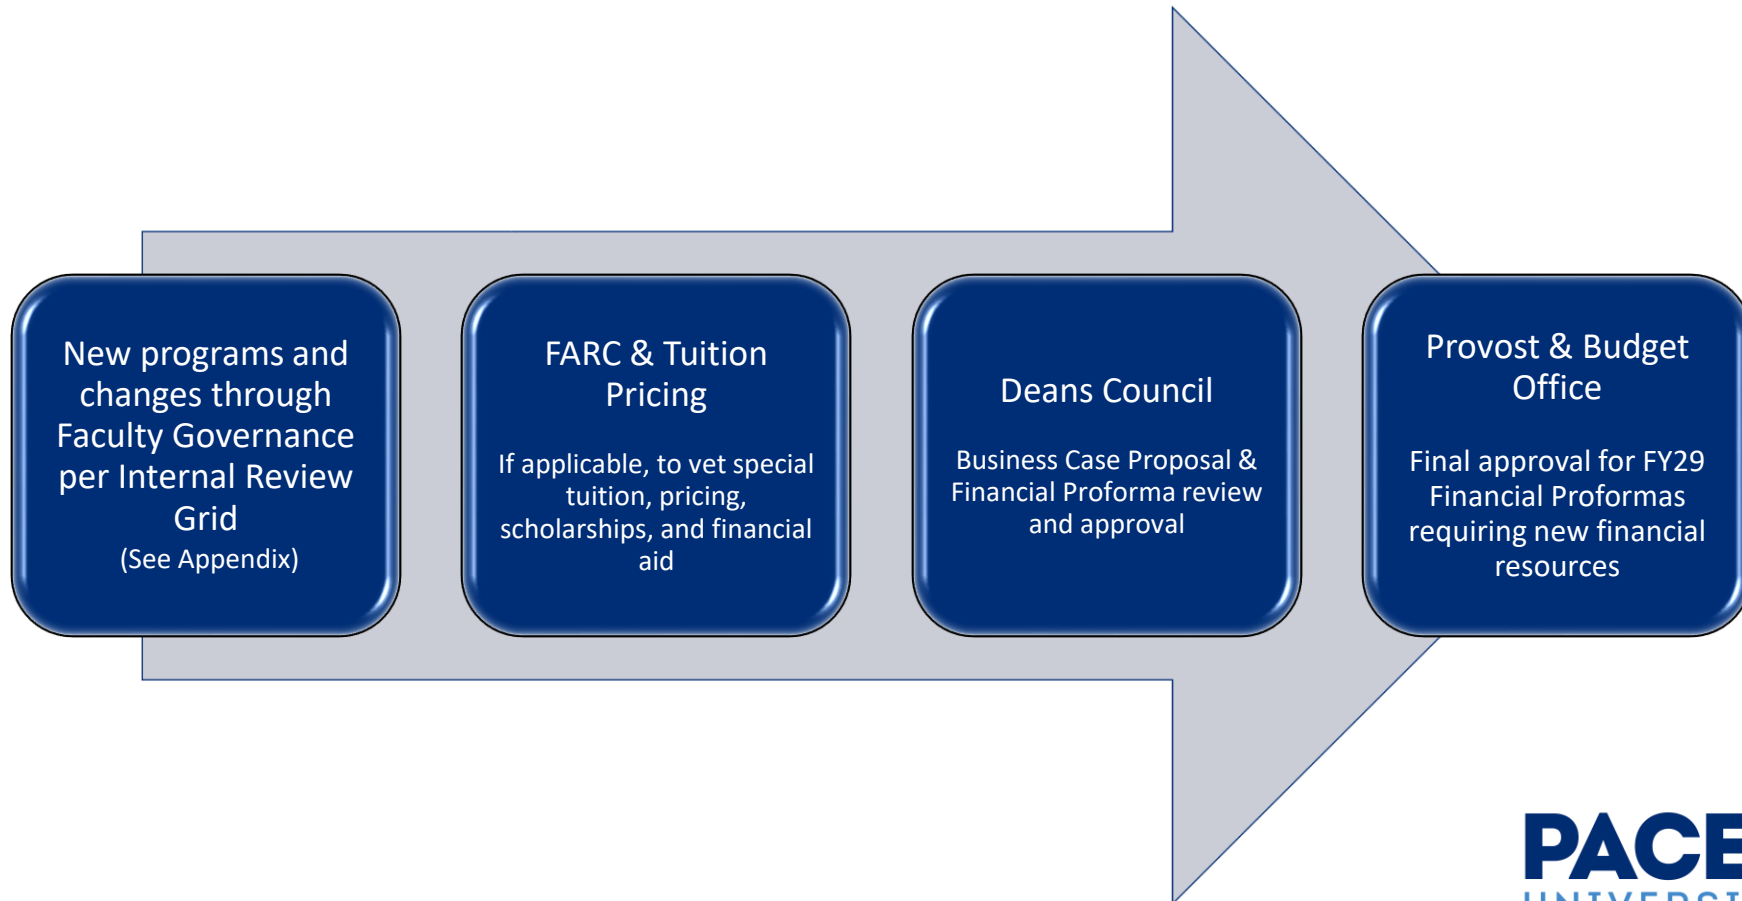 New programs and
changes through
Faculty Governance
per Internal Review
Grid
(See Appendix)
FARC & Tuition
Pricing
If applicable, to vet special
tuition, pricing,
scholarships, and financial
aid
Deans Council
Business Case Proposal &
Financial Proforma review
and approval
Provost & Budget
Office
Final approval for FY29
Financial Proformas
requiring new financial
resources
PACE